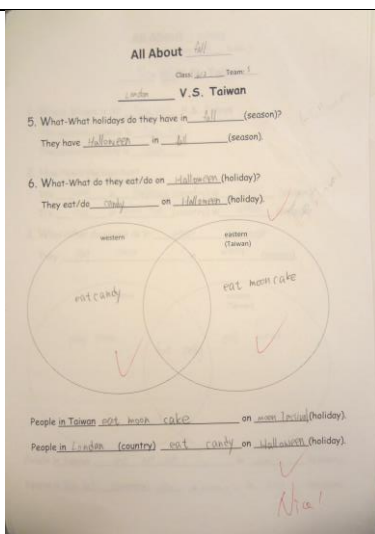 All About fall
Class: Team: 1
London V.S. Taiwan
5. What-What holidays do they have in fall (season)?
They have Halloween in fall (season).
6. What-What do they eat/do on Halloween (holiday)?
They eat/do candy on Halloween (holiday).
western
eastern
(Taiwan)
eat candy
eat moon cake
People in Taiwan eat moon cake on moon festival (holiday).
People in London (country) eat candy on Halloween (holiday).
Nice!